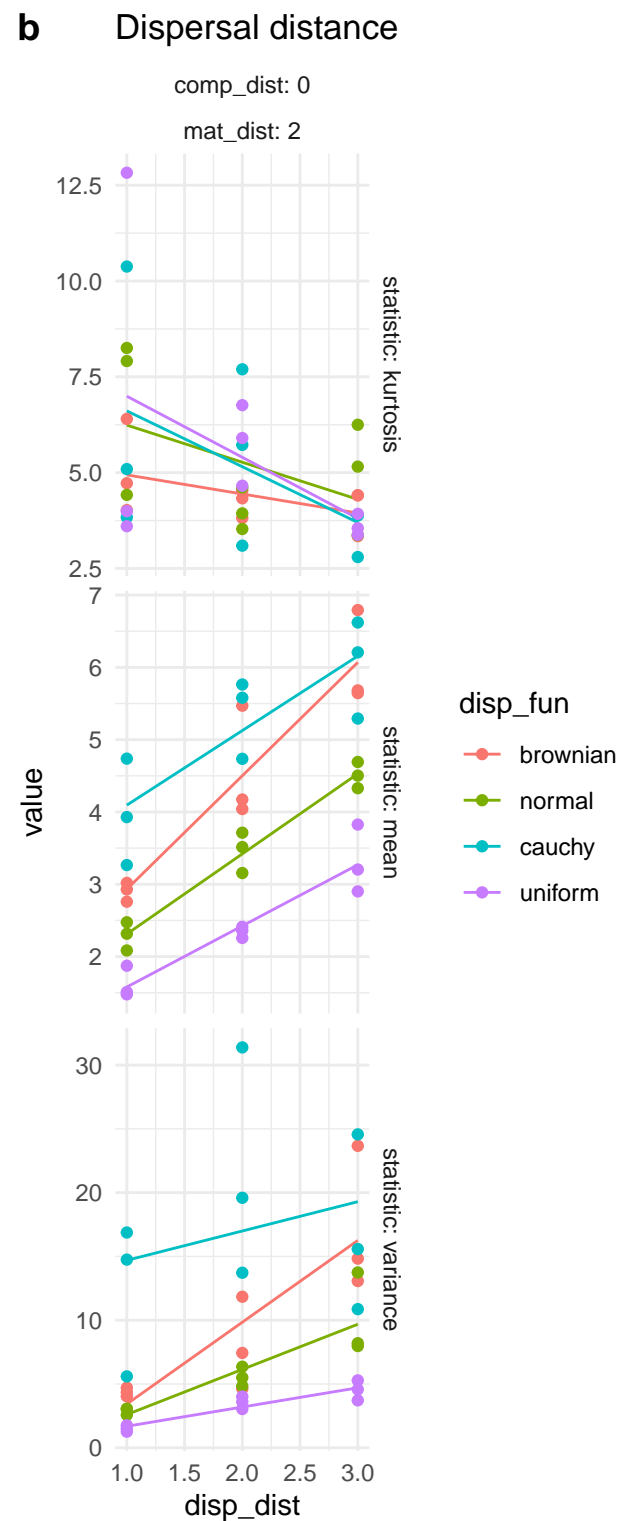 b Dispersal distance
comp_dist: 0
mat_dist: 2
12.5
10.0
7.5
5.0
2.5
statistic: kurtosis
7
6
5
4
3
2
statistic: mean
value
disp_fun
brownian
normal
cauchy
uniform
30
20
10
0
statistic: variance
1.0 1.5 2.0 2.5 3.0
disp_dist